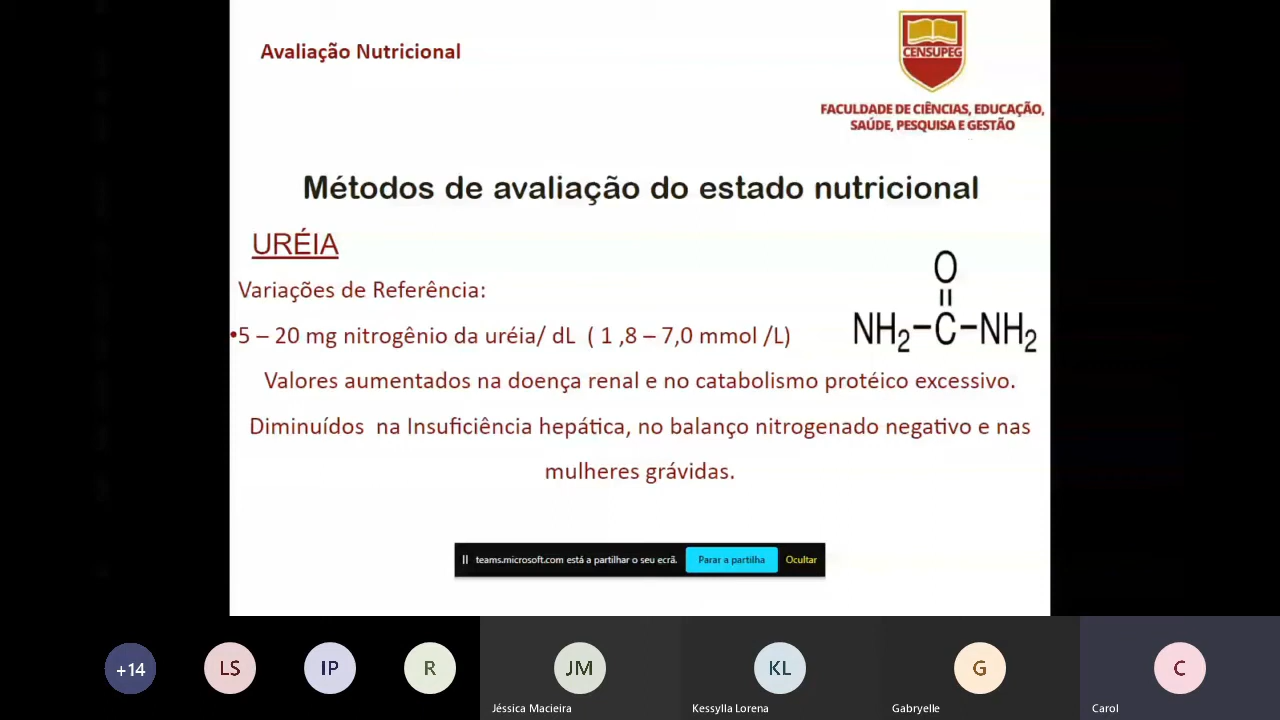 Avaliação Nutricional
CENSUPEG
FACULDADE DE CIÊNCIAS, EDUCAÇÃO,
SAÚDE, PESQUISA E GESTÃO
Métodos de avaliação do estado nutricional
URÉIA
Variações de Referência:
•5 – 20 mg nitrogênio da uréia/ dL ( 1 ,8 – 7,0 mmol /L)
O
NH₂–C–NH₂
Valores aumentados na doença renal e no catabolismo protéico excessivo.
Diminuídos na Insuficiência hepática, no balanço nitrogenado negativo e nas
mulheres grávidas.
teams.microsoft.com está a partilhar o seu ecrã. Parar a partilha Ocultar
+14 LS IP R JM KL G C
Jéssica Macieira Kessylla Lorena Gabryelle Carol